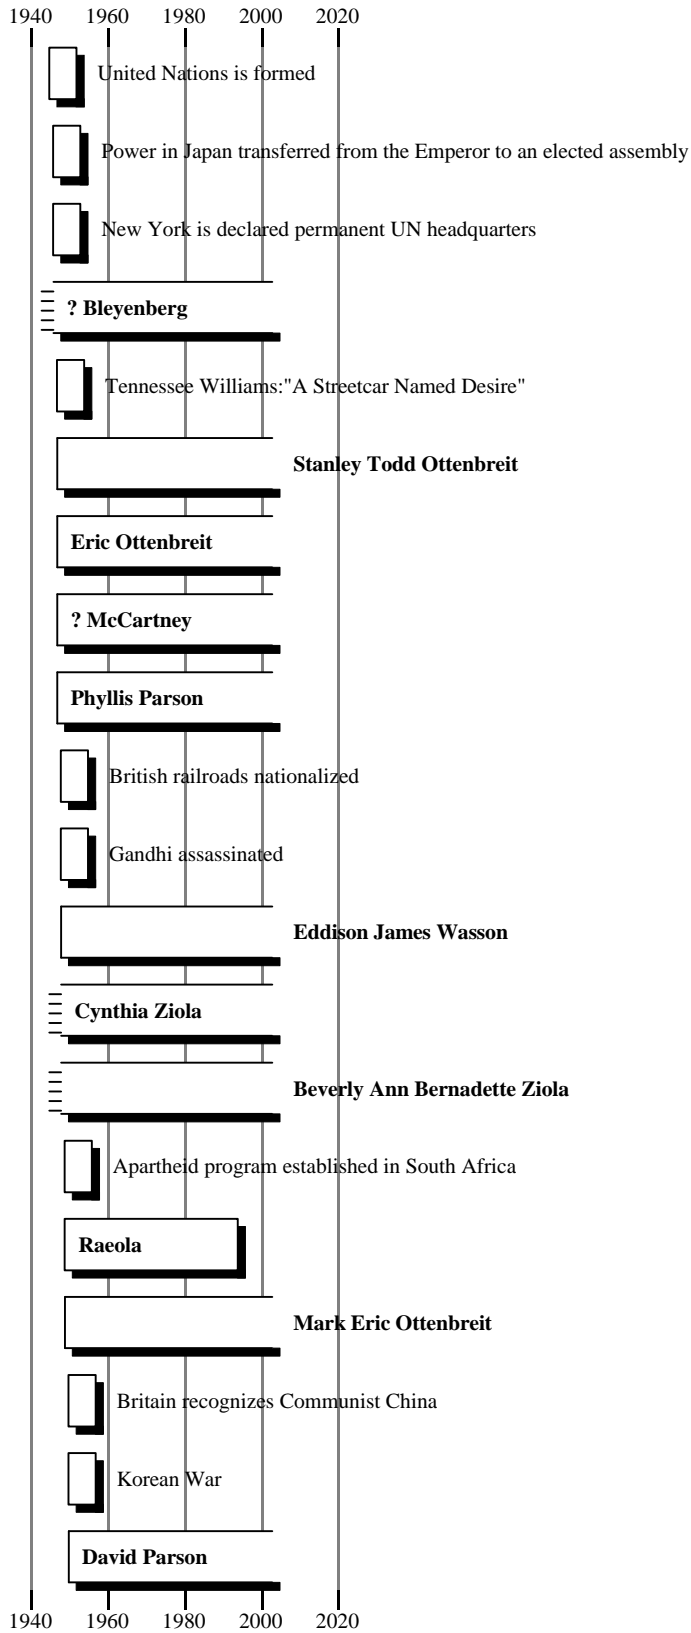 1940 1960 1980 2000 2020
United Nations is formed
Power in Japan transferred from the Emperor to an elected assembly
New York is declared permanent UN headquarters
? Bleyenberg
Tennessee Williams:"A Streetcar Named Desire"
Stanley Todd Ottenbreit
Eric Ottenbreit
? McCartney
Phyllis Parson
British railroads nationalized
Gandhi assassinated
Eddison James Wasson
Cynthia Ziola
Beverly Ann Bernadette Ziola
Apartheid program established in South Africa
Raeola
Mark Eric Ottenbreit
Britain recognizes Communist China
Korean War
David Parson
1940 1960 1980 2000 2020